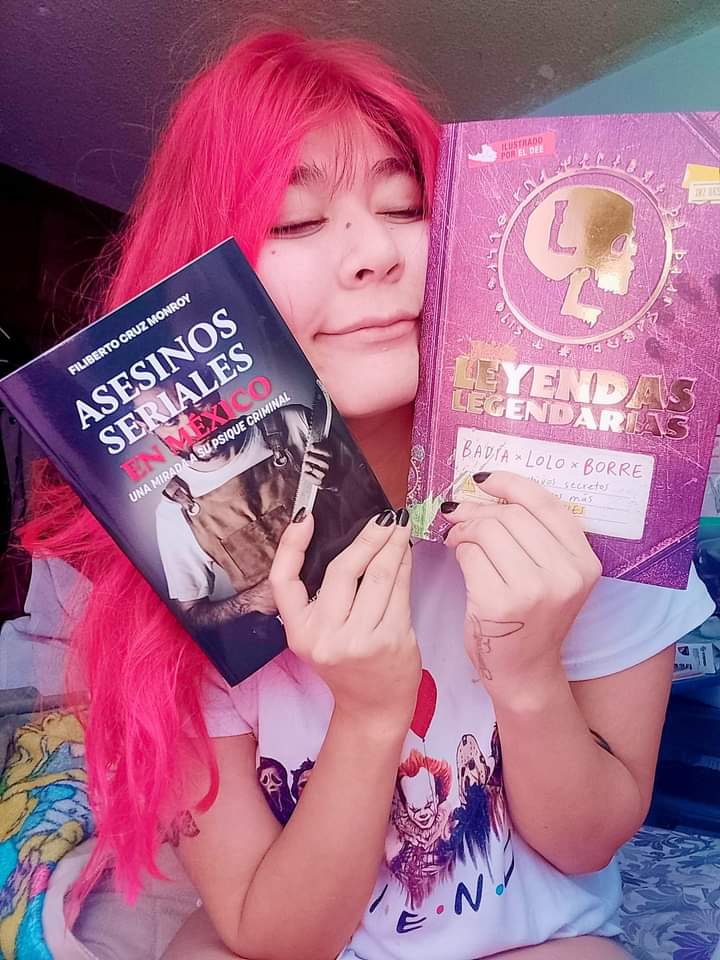 FILIBERTO CRUZ MONROY
ASESINOS
SERIALES
EN MÉXICO
UNA MIRADA A SU PSIQUE CRIMINAL
ILUSTRADO
POR EL DEE
LEYENDAS
LEGENDARIAS
BADÍA × LOLO × BORRE
secretos
más
E.N.